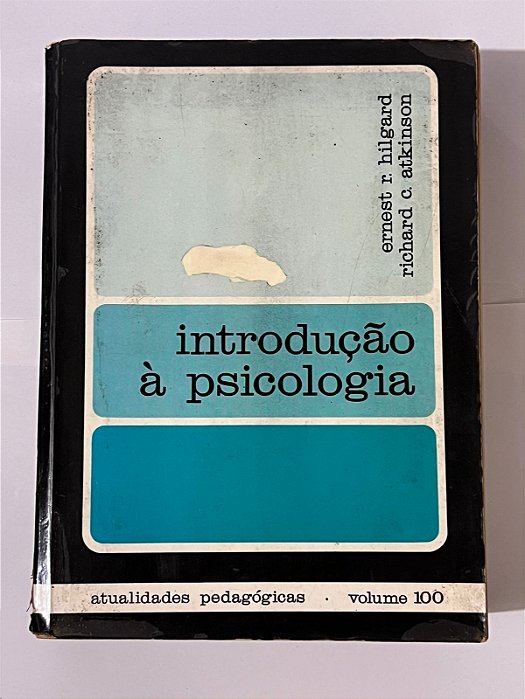 ernest r. hilgard
richard c. atkinson
introdução
à psicologia
atualidades pedagógicas · volume 100